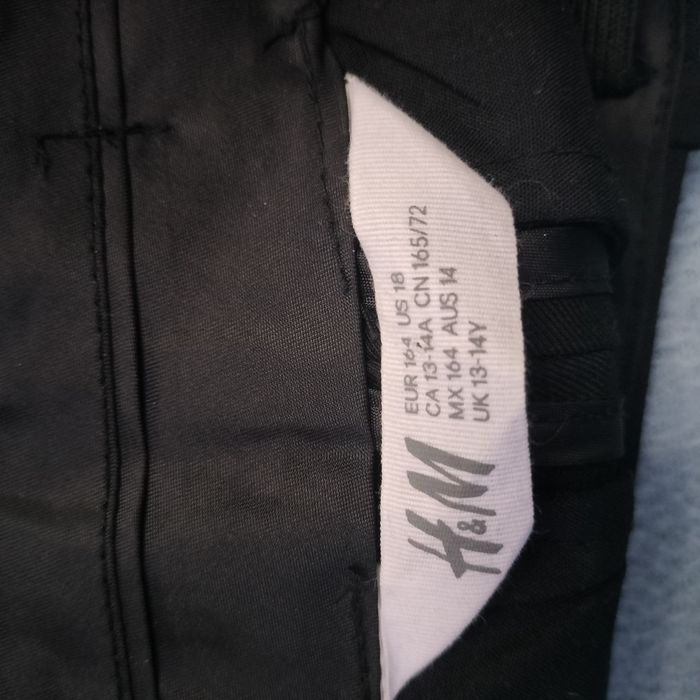 H&M
EUR 164 US 18
CA 13-14A CN 165/72
MX 164 AUS 14
UK 13-14Y